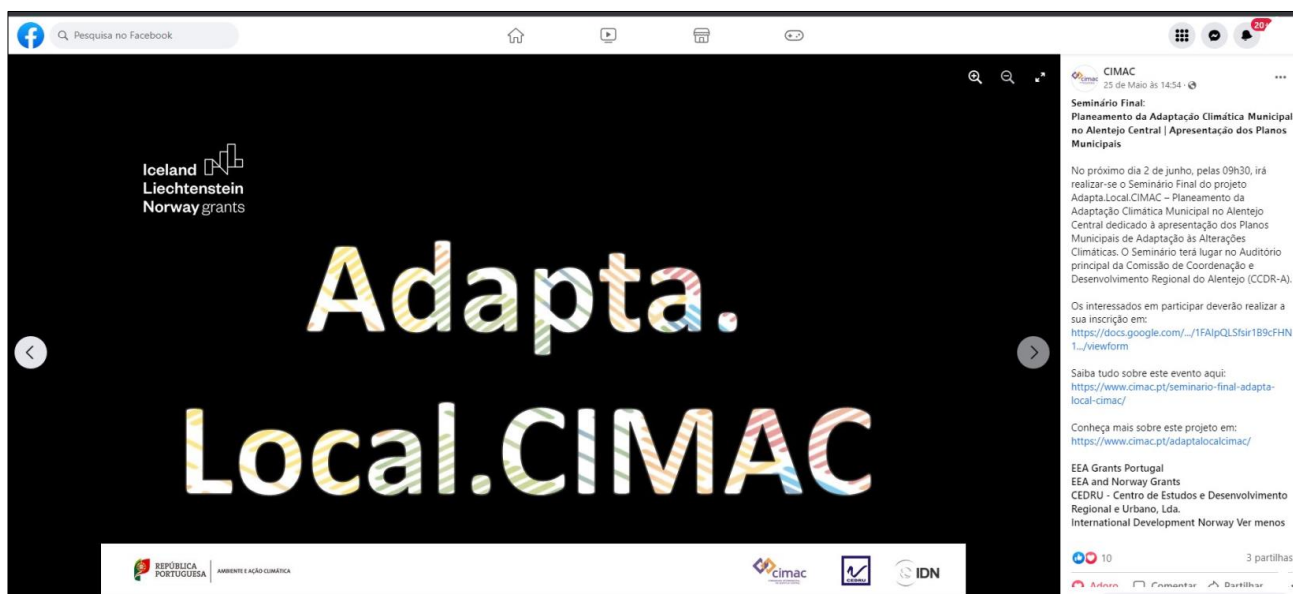 Pesquisa no Facebook
20+
Iceland
Liechtenstein
Norway grants
Adapta.
Local.CIMAC
REPÚBLICA
PORTUGUESA
AMBIENTE E AÇÃO CLIMÁTICA
cimac
CEDRU
IDN
CIMAC
25 de Maio às 14:54 ·
Seminário Final:
Planeamento da Adaptação Climática Municipal
no Alentejo Central | Apresentação dos Planos
Municipais
No próximo dia 2 de junho, pelas 09h30, irá
realizar-se o Seminário Final do projeto
Adapta.Local.CIMAC – Planeamento da
Adaptação Climática Municipal no Alentejo
Central dedicado à apresentação dos Planos
Municipais de Adaptação às Alterações
Climáticas. O Seminário terá lugar no Auditório
principal da Comissão de Coordenação e
Desenvolvimento Regional do Alentejo (CCDR-A).
Os interessados em participar deverão realizar a
sua inscrição em:
https://docs.google.com/.../1FAIpQLSfsir1B9cFHN
1.../viewform
Saiba tudo sobre este evento aqui:
https://www.cimac.pt/seminario-final-adapta-
local-cimac/
Conheça mais sobre este projeto em:
https://www.cimac.pt/adaptalocalcimac/
EEA Grants Portugal
EEA and Norway Grants
CEDRU - Centro de Estudos e Desenvolvimento
Regional e Urbano, Lda.
International Development Norway Ver menos
10
3 partilhas
Adoro Comentar Partilhar